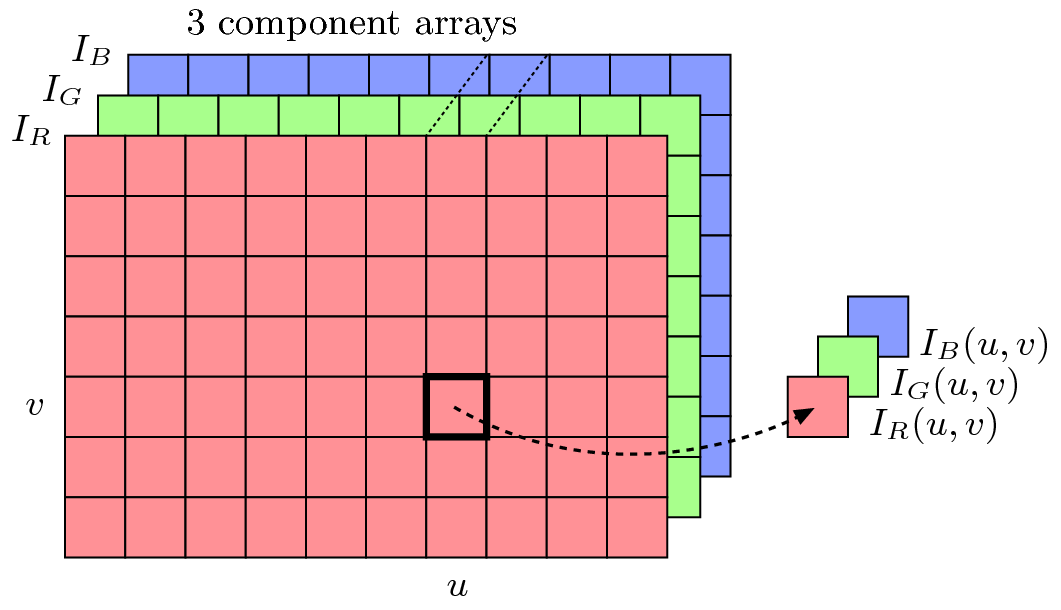 3 component arrays
I_B
I_G
I_R
v
u
I_B(u, v)
I_G(u, v)
I_R(u, v)